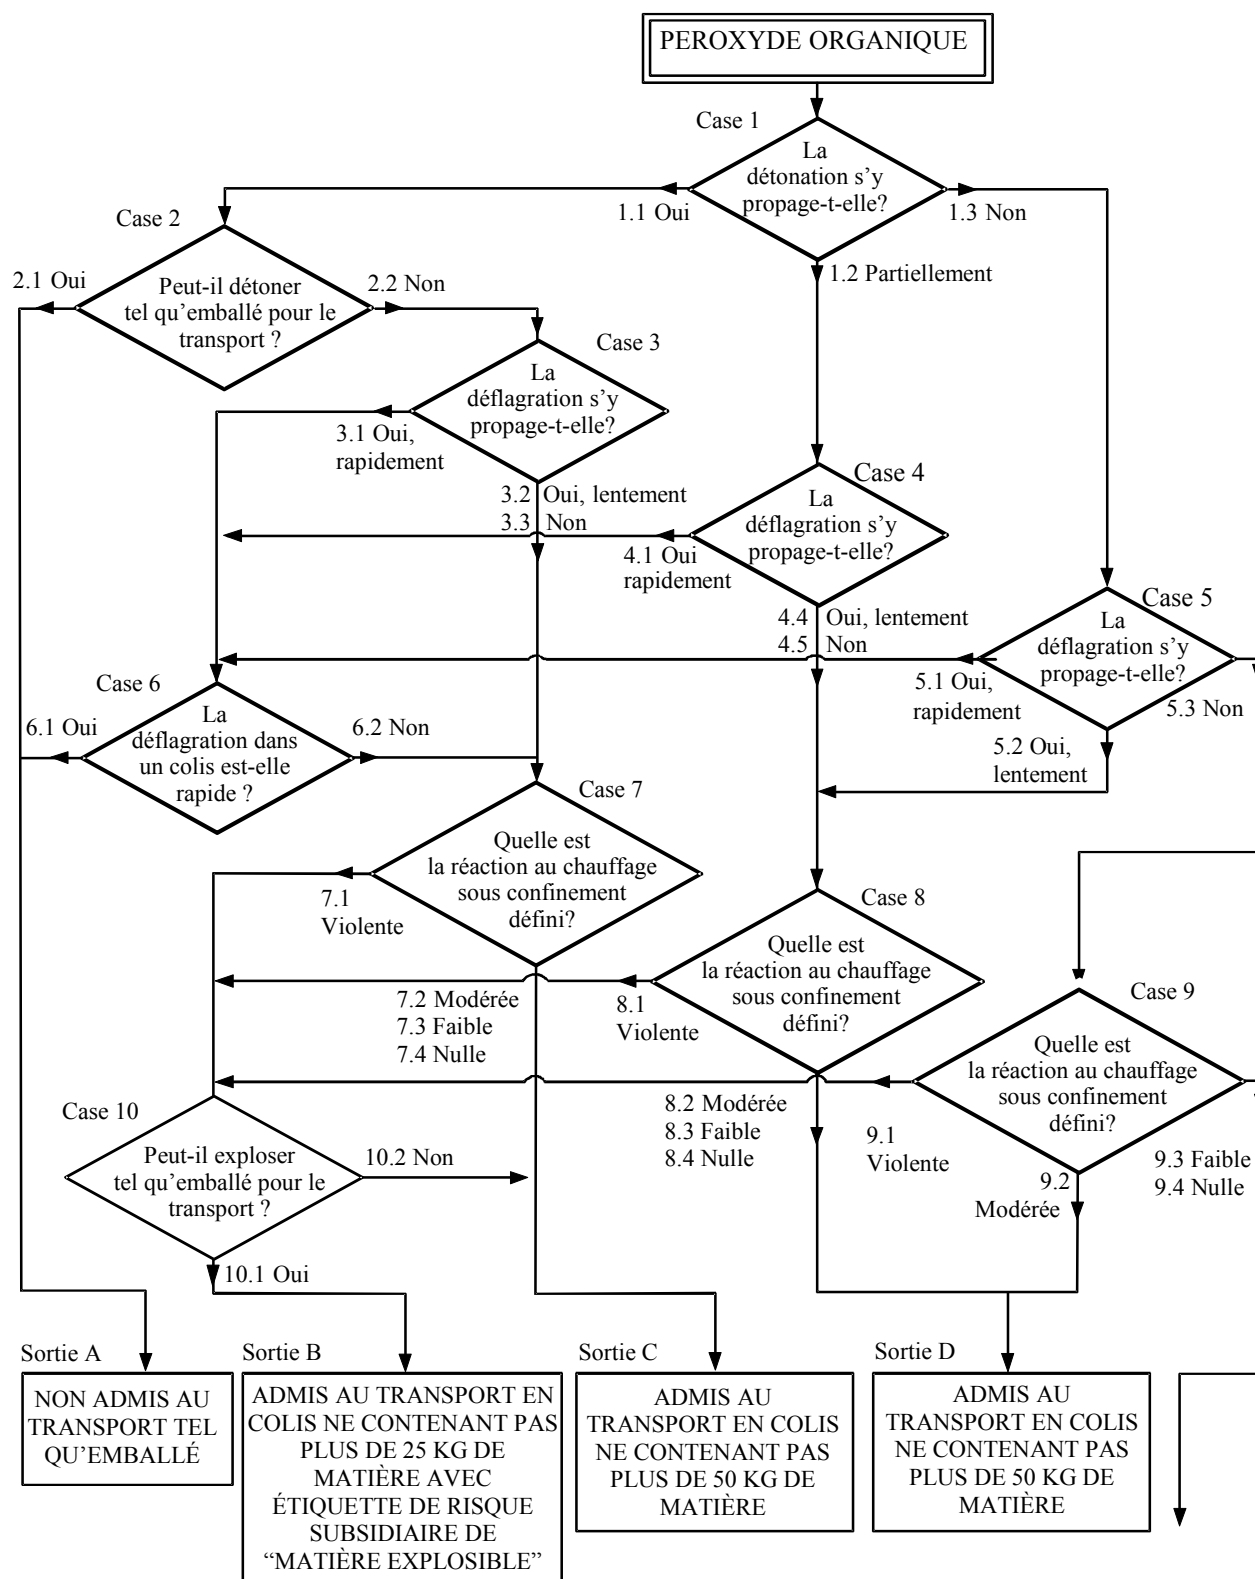 PEROXYDE ORGANIQUE
Case 1
La
détonation s'y
propage-t-elle?
1.1 Oui
1.3 Non
1.2 Partiellement
Case 2
Peut-il détoner
tel qu'emballé pour le
transport ?
2.1 Oui
2.2 Non
Case 3
La
déflagration s'y
propage-t-elle?
3.1 Oui,
rapidement
3.2 Oui, lentement
3.3 Non
Case 4
La
déflagration s'y
propage-t-elle?
4.1 Oui
rapidement
4.4 Oui, lentement
4.5 Non
Case 5
La
déflagration s'y
propage-t-elle?
5.1 Oui,
rapidement
5.3 Non
5.2 Oui,
lentement
Case 6
La
déflagration dans
un colis est-elle
rapide ?
6.1 Oui
6.2 Non
Case 7
Quelle est
la réaction au chauffage
sous confinement
défini?
7.1
Violente
7.2 Modérée
7.3 Faible
7.4 Nulle
Case 8
Quelle est
la réaction au chauffage
sous confinement
défini?
8.1
Violente
8.2 Modérée
8.3 Faible
8.4 Nulle
Case 9
Quelle est
la réaction au chauffage
sous confinement
défini?
9.1
Violente
9.2
Modérée
9.3 Faible
9.4 Nulle
Case 10
Peut-il exploser
tel qu'emballé pour le
transport ?
10.2 Non
10.1 Oui
Sortie A
NON ADMIS AU
TRANSPORT TEL
QU'EMBALLÉ
Sortie B
ADMIS AU TRANSPORT EN
COLIS NE CONTENANT PAS
PLUS DE 25 KG DE
MATIÈRE AVEC
ÉTIQUETTE DE RISQUE
SUBSIDIAIRE DE
“MATIÈRE EXPLOSIBLE”
Sortie C
ADMIS AU
TRANSPORT EN COLIS
NE CONTENANT PAS
PLUS DE 50 KG DE
MATIÈRE
Sortie D
ADMIS AU
TRANSPORT EN COLIS
NE CONTENANT PAS
PLUS DE 50 KG DE
MATIÈRE